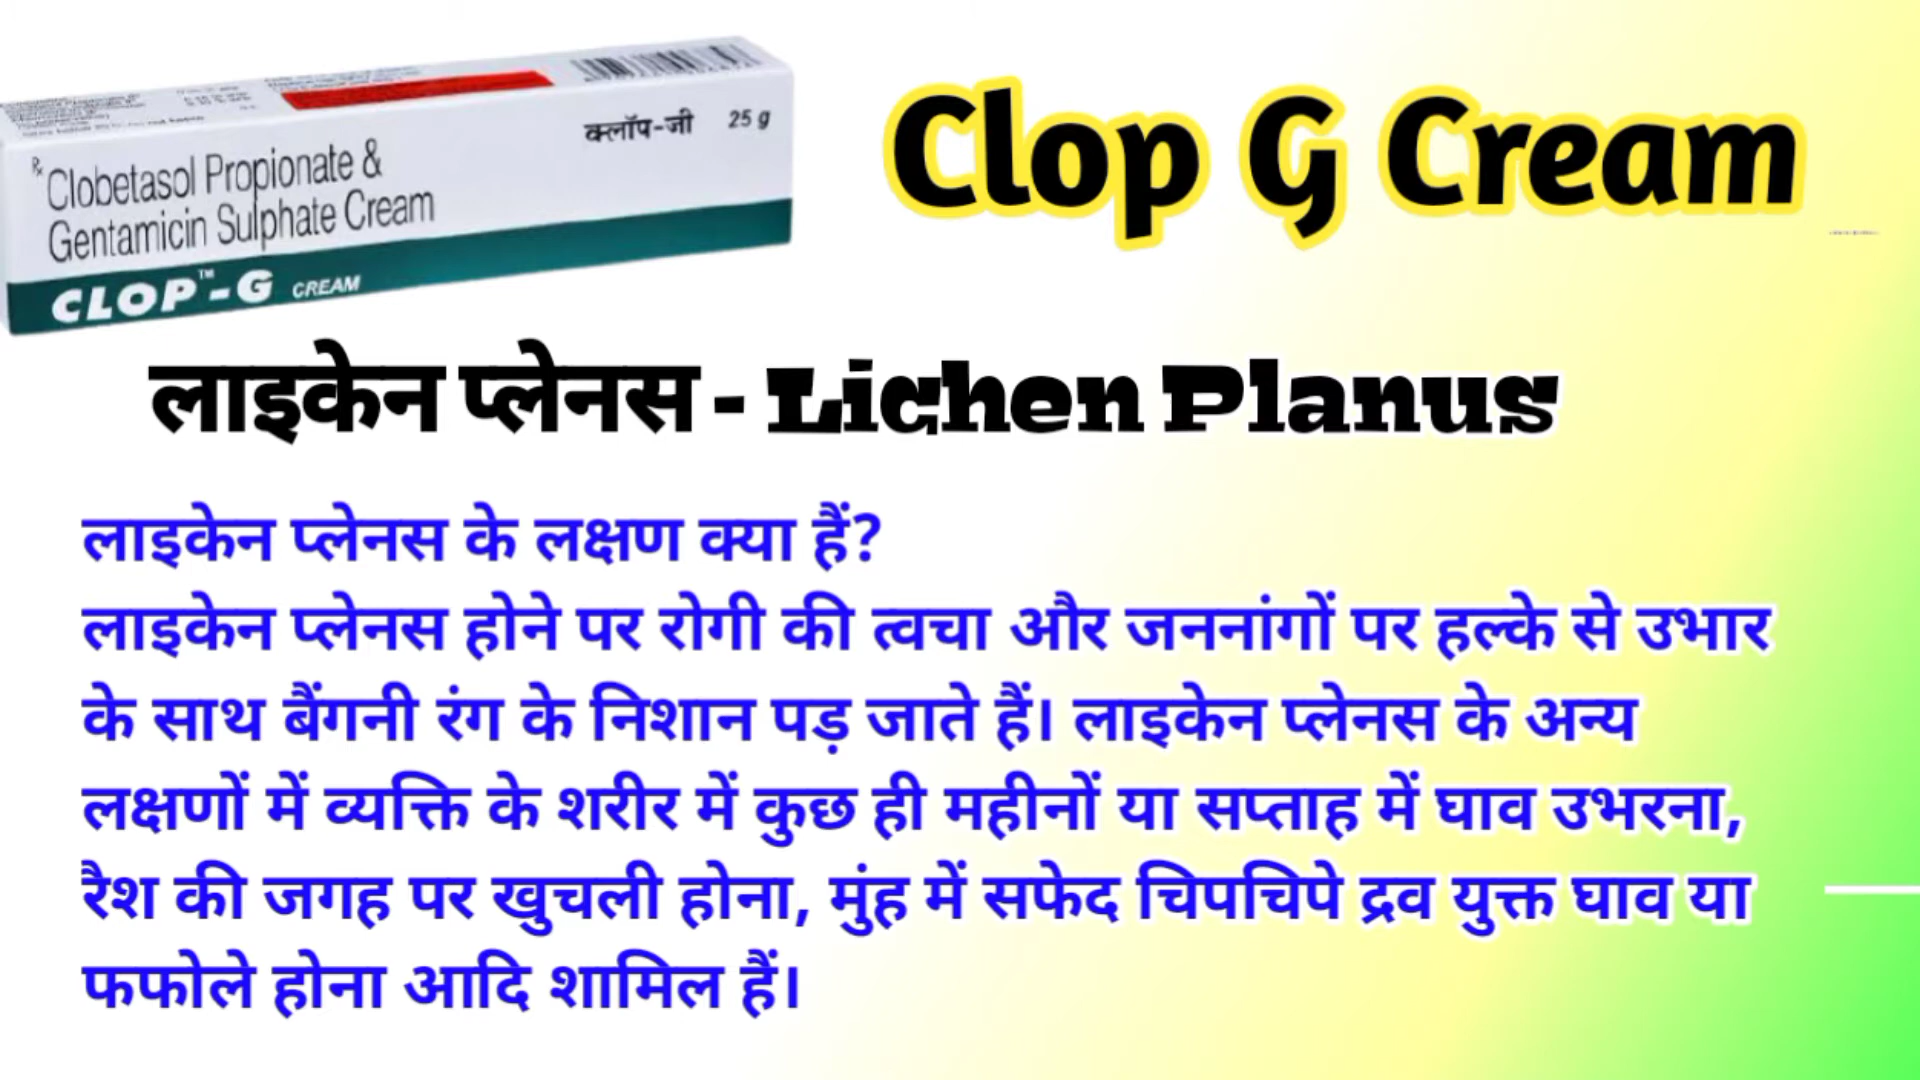 क्लॉप-जी 25 g
Rx Clobetasol Propionate &
Gentamicin Sulphate Cream
CLOP™-G CREAM
Clop G Cream
लाइकेन प्लेनस - Lichen Planus
लाइकेन प्लेनस के लक्षण क्या हैं?
लाइकेन प्लेनस होने पर रोगी की त्वचा और जननांगों पर हल्के से उभार
के साथ बैंगनी रंग के निशान पड़ जाते हैं। लाइकेन प्लेनस के अन्य
लक्षणों में व्यक्ति के शरीर में कुछ ही महीनों या सप्ताह में घाव उभरना,
रैश की जगह पर खुचली होना, मुंह में सफेद चिपचिपे द्रव युक्त घाव या
फफोले होना आदि शामिल हैं।